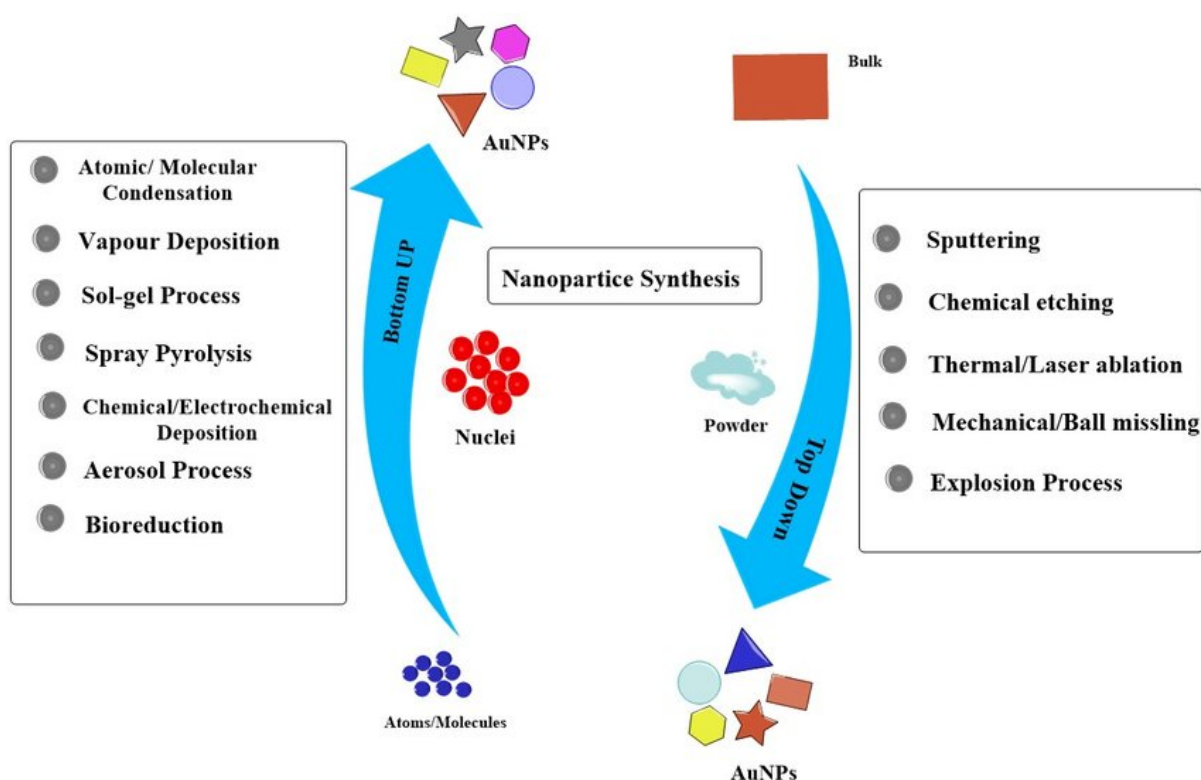 AuNPs
Bulk
Atomic/ Molecular
Condensation
Vapour Deposition
Sol-gel Process
Spray Pyrolysis
Chemical/Electrochemical
Deposition
Aerosol Process
Bioreduction
Bottom UP
Nanopartice Synthesis
Nuclei
Powder
Top Down
Sputtering
Chemical etching
Thermal/Laser ablation
Mechanical/Ball missling
Explosion Process
Atoms/Molecules
AuNPs